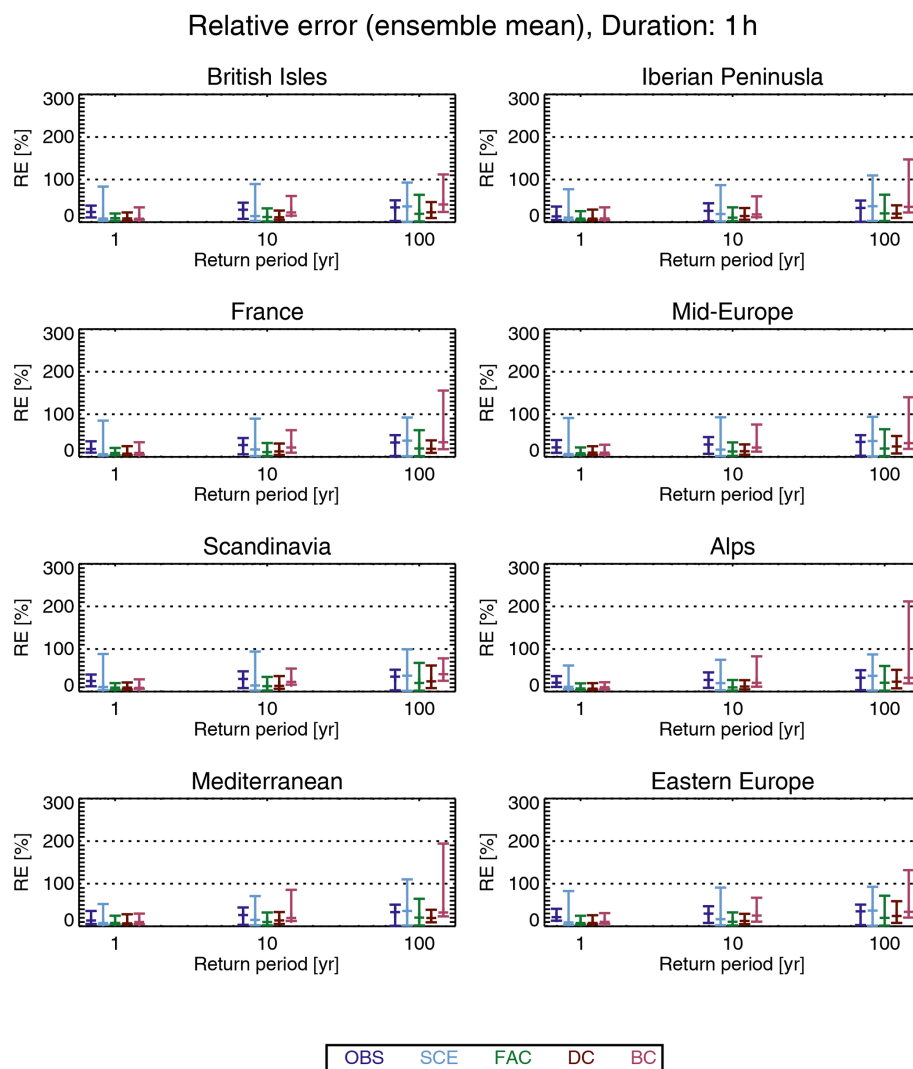 Relative error (ensemble mean), Duration: 1h
British Isles
300
200
100
0
RE [%]
1 10 100
Return period [yr]
Iberian Peninusla
300
200
100
0
RE [%]
1 10 100
Return period [yr]
France
300
200
100
0
RE [%]
1 10 100
Return period [yr]
Mid-Europe
300
200
100
0
RE [%]
1 10 100
Return period [yr]
Scandinavia
300
200
100
0
RE [%]
1 10 100
Return period [yr]
Alps
300
200
100
0
RE [%]
1 10 100
Return period [yr]
Mediterranean
300
200
100
0
RE [%]
1 10 100
Return period [yr]
Eastern Europe
300
200
100
0
RE [%]
1 10 100
Return period [yr]
OBS SCE FAC DC BC